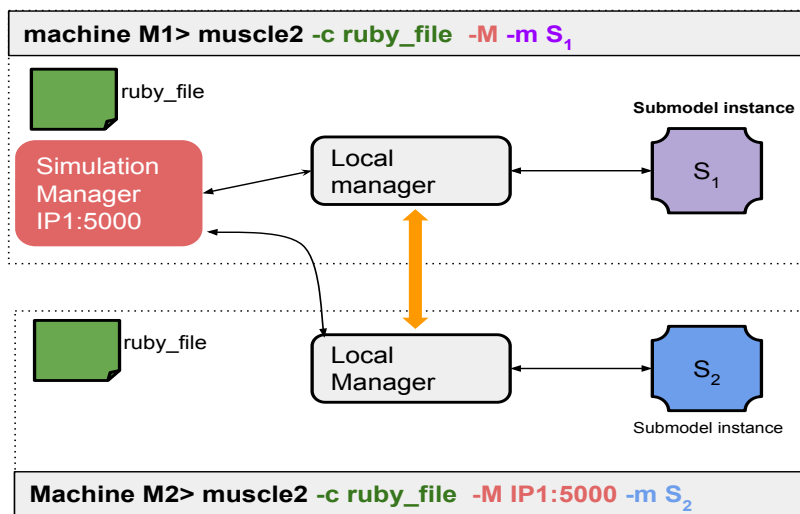 machine M1> muscle2 -c ruby_file -M -m S₁
ruby_file
Submodel instance
Simulation
Manager
IP1:5000
Local
manager
S₁
ruby_file
Local
Manager
S₂
Submodel instance
Machine M2> muscle2 -c ruby_file -M IP1:5000 -m S₂